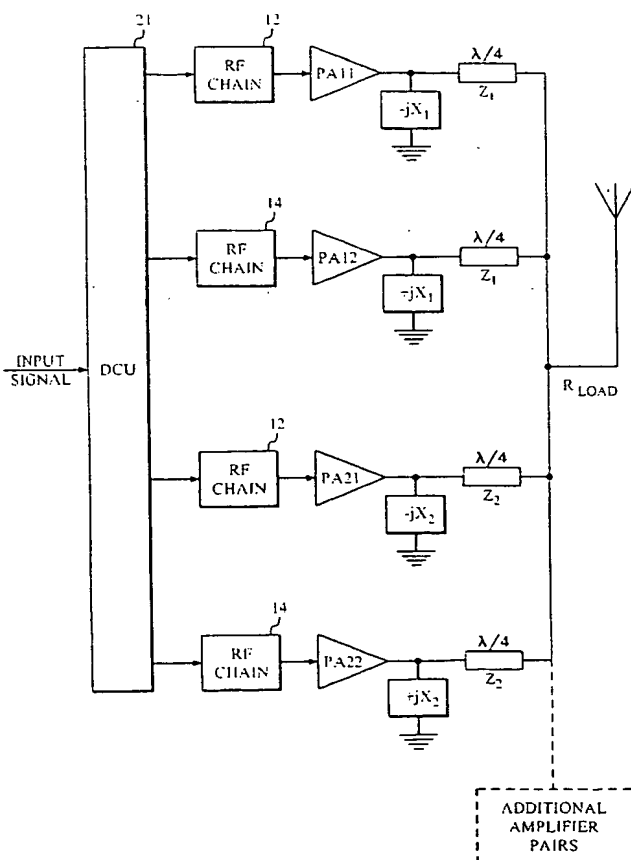 21
12
RF
CHAIN
PA11
-jX₁
λ/4
Z₁
14
RF
CHAIN
PA12
+jX₁
λ/4
Z₁
INPUT
SIGNAL
DCU
R LOAD
12
RF
CHAIN
PA21
-jX₂
λ/4
Z₂
14
RF
CHAIN
PA22
+jX₂
λ/4
Z₂
ADDITIONAL
AMPLIFIER
PAIRS